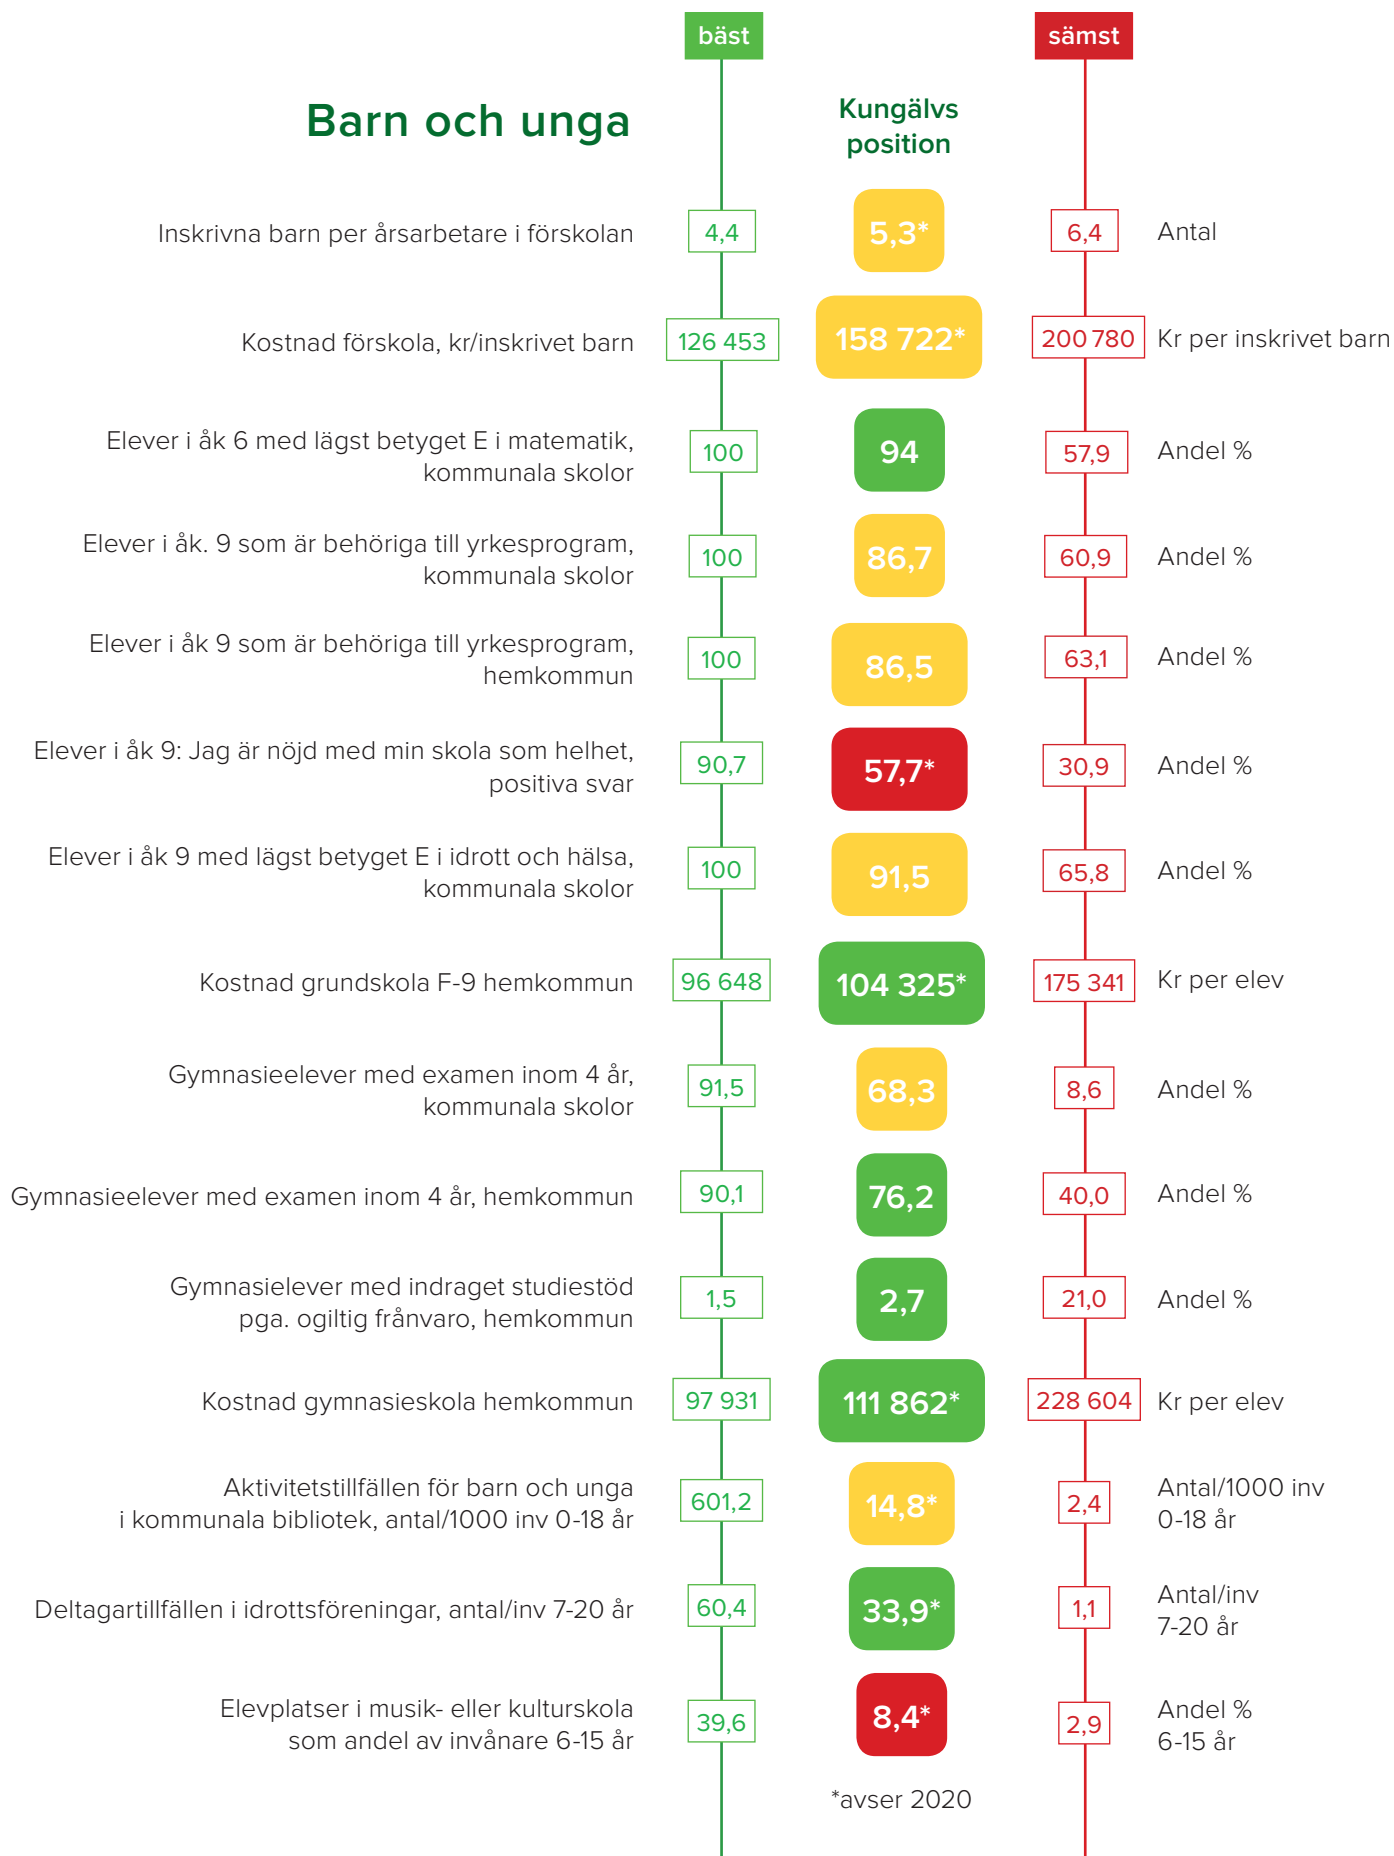 bäst
sämst
Barn och unga
Kungälvs
position
Inskrivna barn per årsarbetare i förskolan
4,4
5,3*
6,4
Antal
Kostnad förskola, kr/inskrivet barn
126 453
158 722*
200 780
Kr per inskrivet barn
Elever i åk 6 med lägst betyget E i matematik,
kommunala skolor
100
94
57,9
Andel %
Elever i åk. 9 som är behöriga till yrkesprogram,
kommunala skolor
100
86,7
60,9
Andel %
Elever i åk 9 som är behöriga till yrkesprogram,
hemkommun
100
86,5
63,1
Andel %
Elever i åk 9: Jag är nöjd med min skola som helhet,
positiva svar
90,7
57,7*
30,9
Andel %
Elever i åk 9 med lägst betyget E i idrott och hälsa,
kommunala skolor
100
91,5
65,8
Andel %
Kostnad grundskola F-9 hemkommun
96 648
104 325*
175 341
Kr per elev
Gymnasieelever med examen inom 4 år,
kommunala skolor
91,5
68,3
8,6
Andel %
Gymnasieelever med examen inom 4 år, hemkommun
90,1
76,2
40,0
Andel %
Gymnasielever med indraget studiestöd
pga. ogiltig frånvaro, hemkommun
1,5
2,7
21,0
Andel %
Kostnad gymnasieskola hemkommun
97 931
111 862*
228 604
Kr per elev
Aktivitetstillfällen för barn och unga
i kommunala bibliotek, antal/1000 inv 0-18 år
601,2
14,8*
2,4
Antal/1000 inv
0-18 år
Deltagartillfällen i idrottsföreningar, antal/inv 7-20 år
60,4
33,9*
1,1
Antal/inv
7-20 år
Elevplatser i musik- eller kulturskola
som andel av invånare 6-15 år
39,6
8,4*
2,9
Andel %
6-15 år
*avser 2020